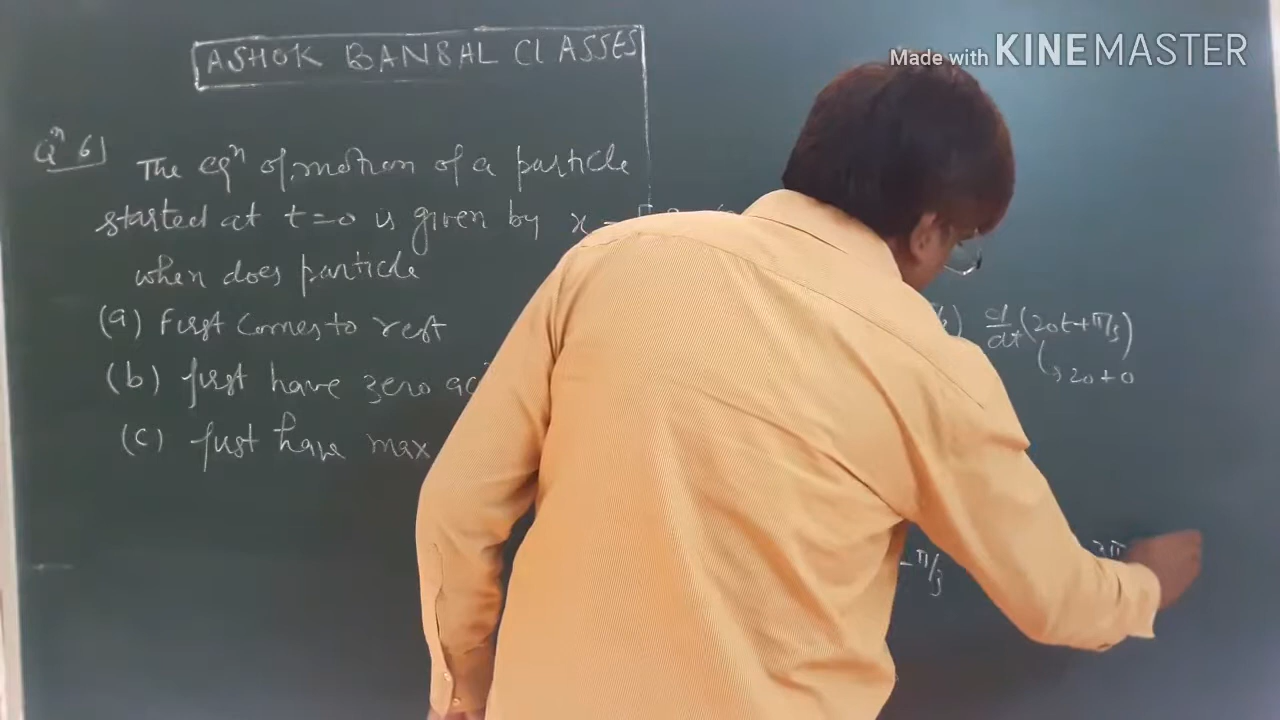 Made with KINEMASTER
ASHOK BANSAL CLASSES
Qⁿ 6)
The eqⁿ of motion of a particle
started at t=0 is given by x =
when does particle
(a) First Comes to rest
(b) first have zero
(c) first have max
d/dt (20t+π/3)
↳ 20+0
-π/3